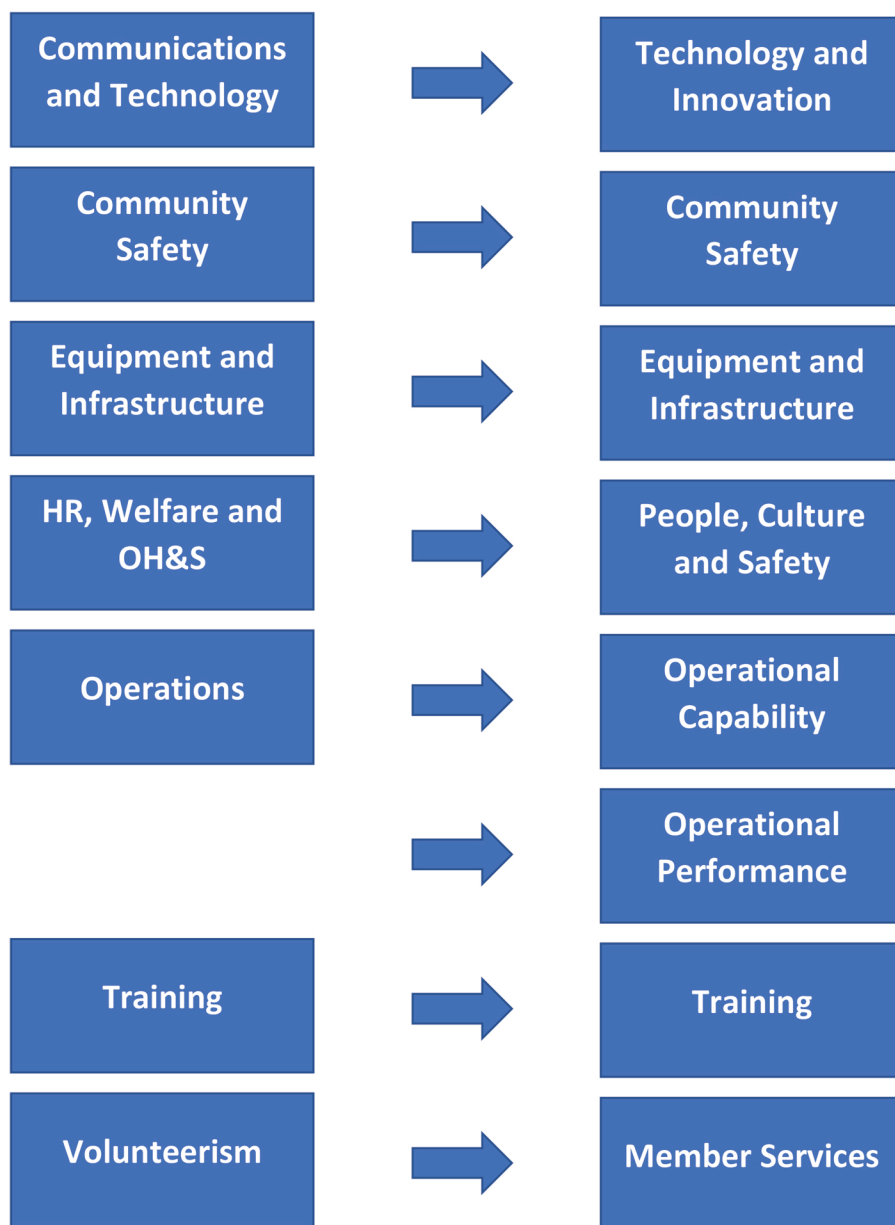 Communications
and Technology
Technology and
Innovation
Community
Safety
Community
Safety
Equipment and
Infrastructure
Equipment and
Infrastructure
HR, Welfare and
OH&S
People, Culture
and Safety
Operations
Operational
Capability
Operational
Performance
Training
Training
Volunteerism
Member Services